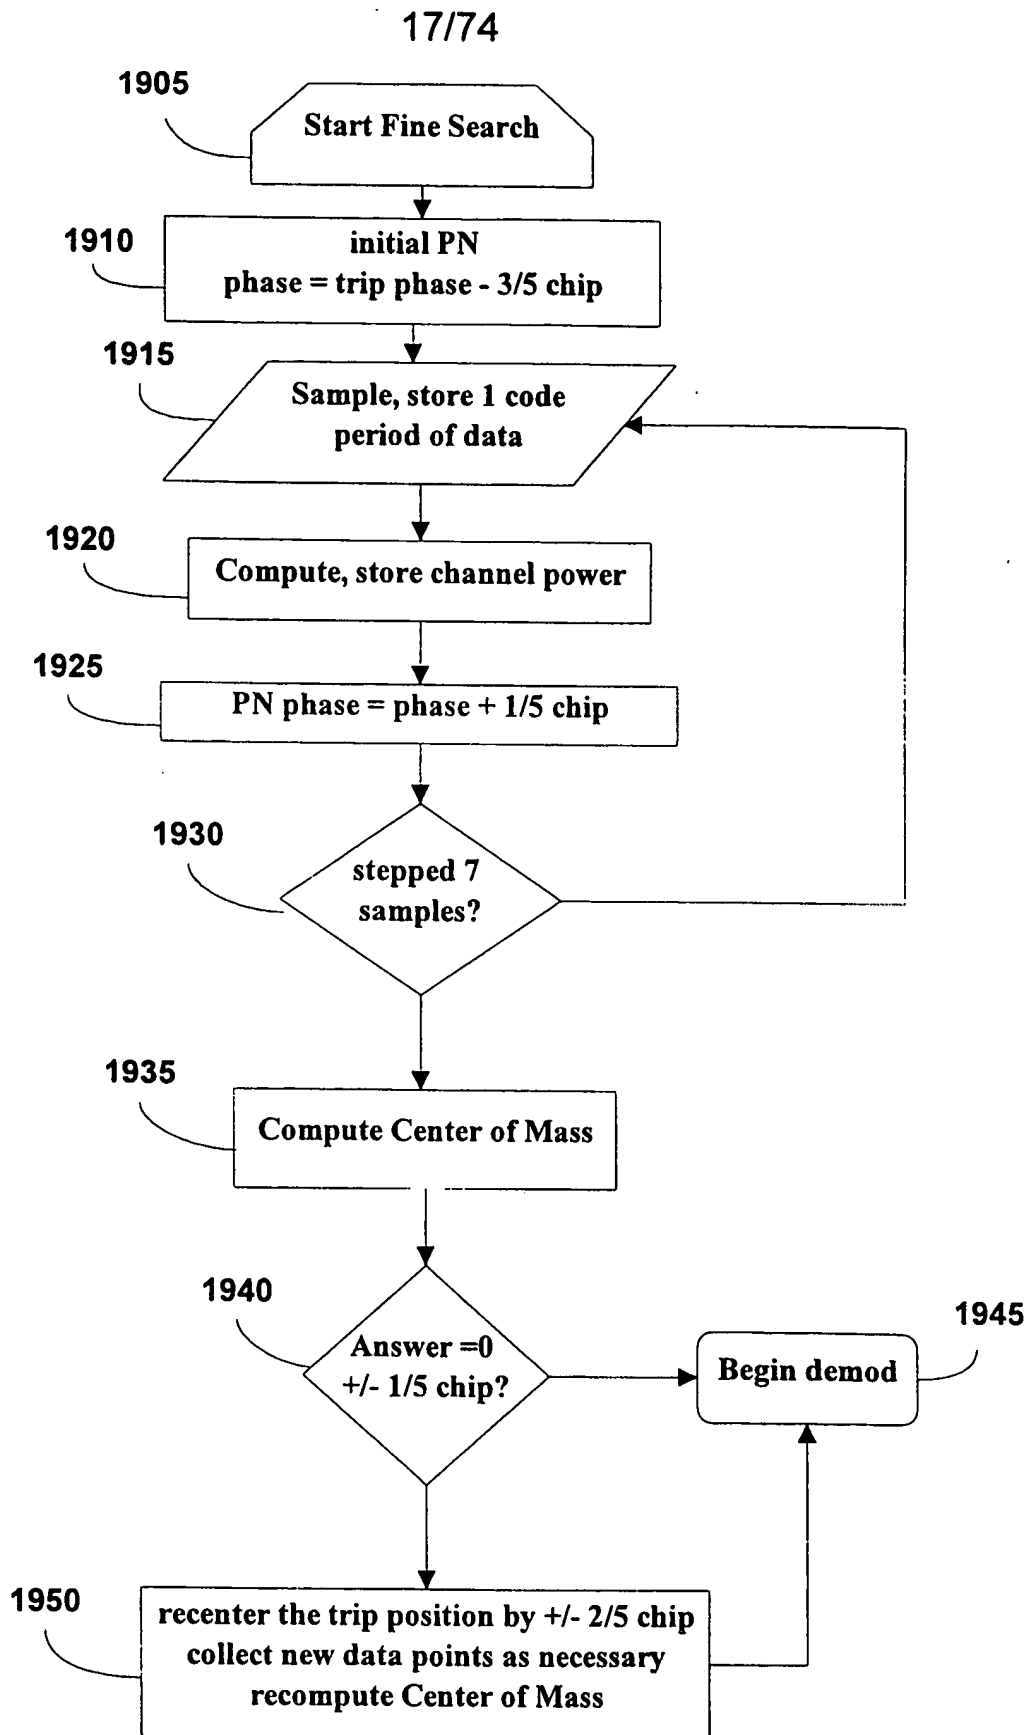 17/74
1905
Start Fine Search
1910
initial PN
phase = trip phase - 3/5 chip
1915
Sample, store 1 code
period of data
1920
Compute, store channel power
1925
PN phase = phase + 1/5 chip
1930
stepped 7
samples?
1935
Compute Center of Mass
1940
Answer =0
+/- 1/5 chip?
1945
Begin demod
1950
recenter the trip position by +/- 2/5 chip
collect new data points as necessary
recompute Center of Mass